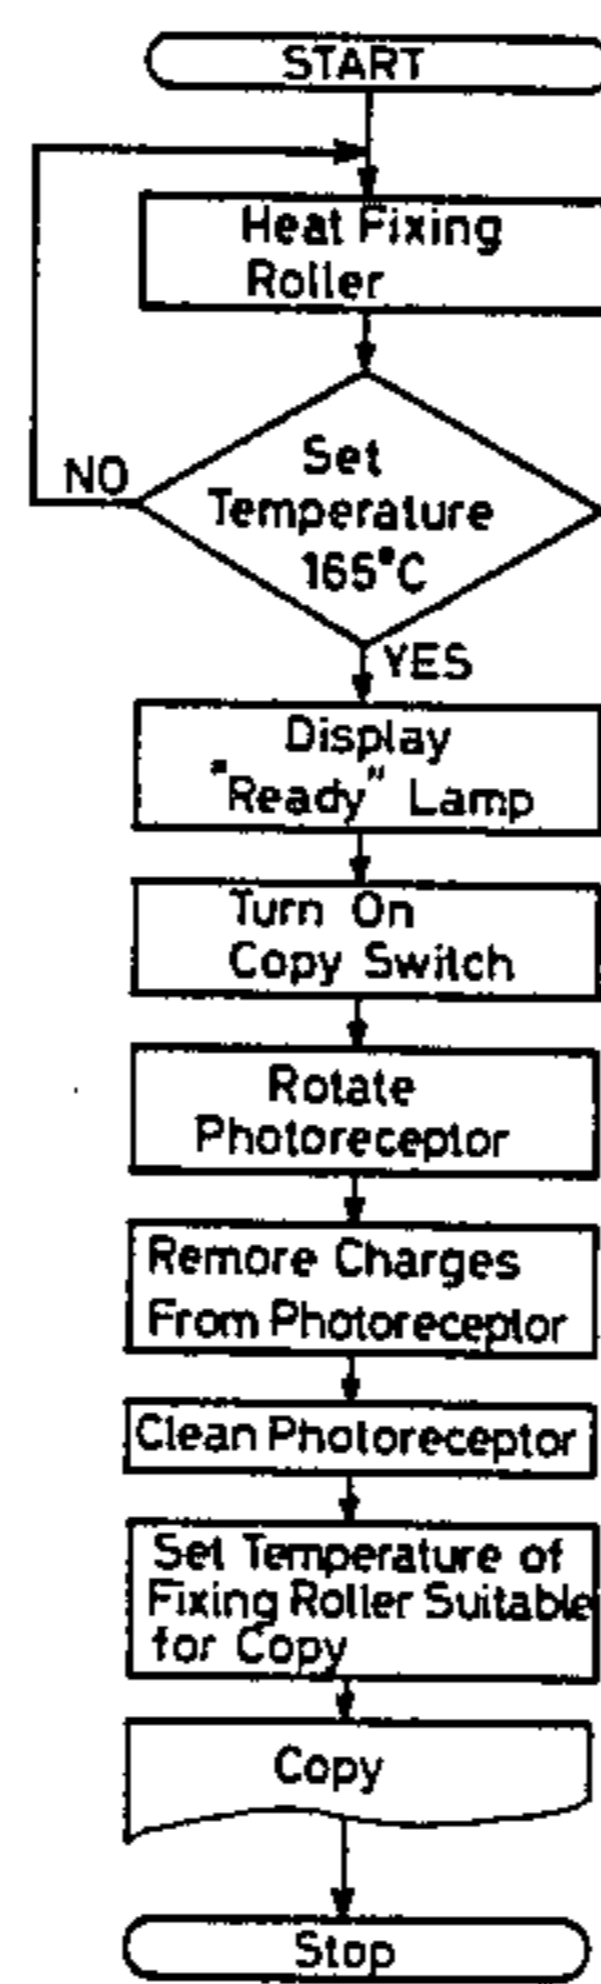 START
Heat Fixing
Roller
NO
Set
Temperature
165°C
YES
Display
"Ready" Lamp
Turn On
Copy Switch
Rotate
Photoreceptor
Remore Charges
From Photoreceptor
Clean Photoreceptor
Set Temperature of
Fixing Roller Suitable
for Copy
Copy
Stop